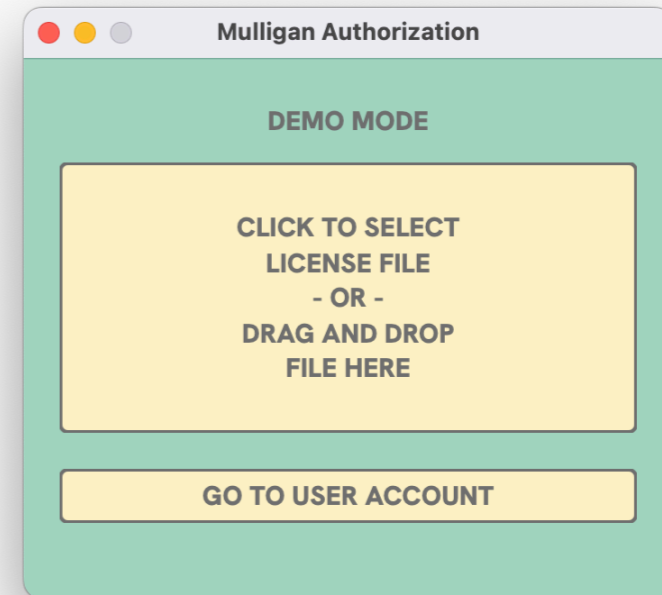 Mulligan Authorization
DEMO MODE
CLICK TO SELECT
LICENSE FILE
- OR -
DRAG AND DROP
FILE HERE
GO TO USER ACCOUNT